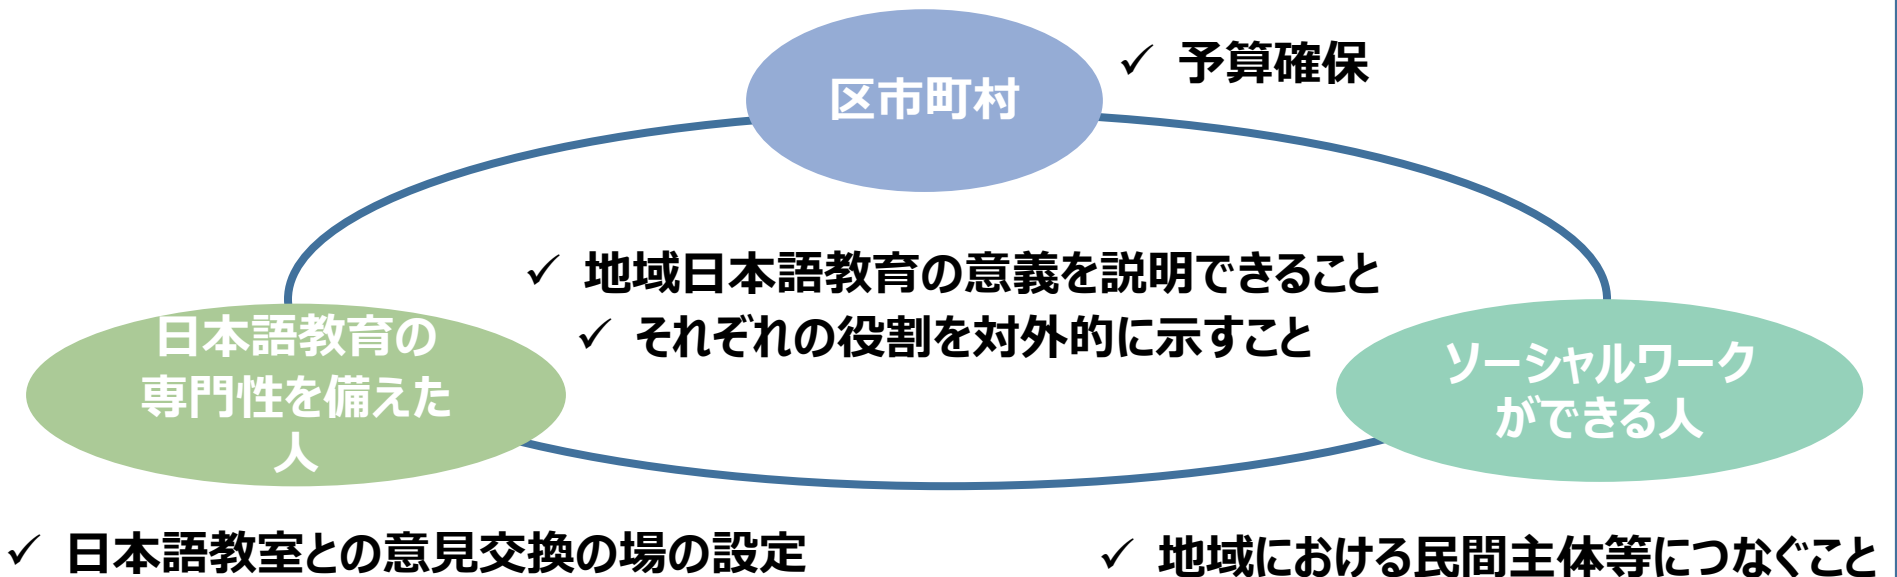 区市町村
✓ 予算確保
✓ 地域日本語教育の意義を説明できること
✓ それぞれの役割を対外的に示すこと
日本語教育の
専門性を備えた
人
ソーシャルワーク
ができる人
✓ 日本語教室との意見交換の場の設定
✓ 地域における民間主体等につなぐこと